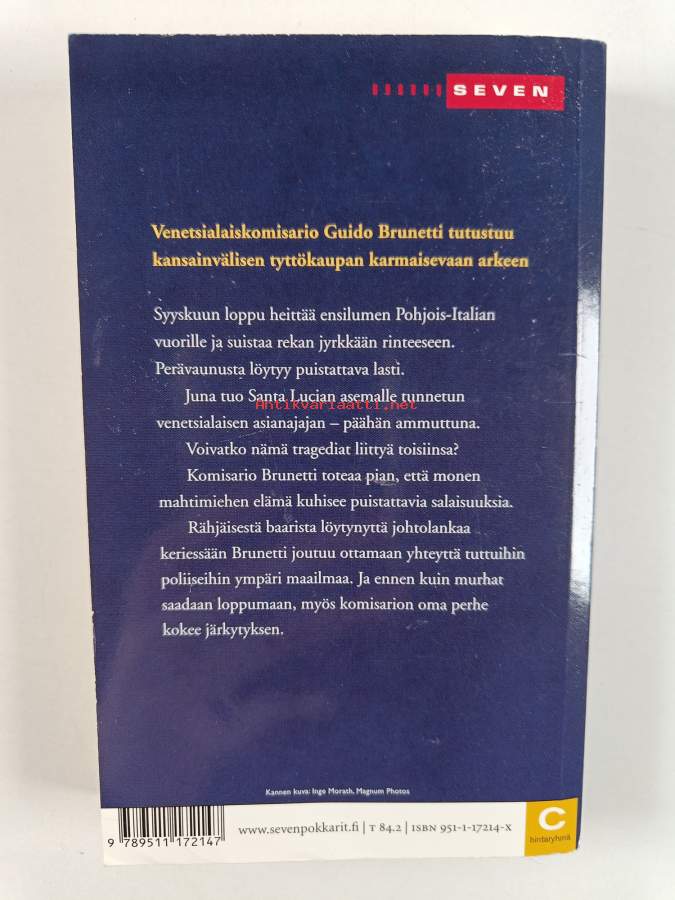 SEVEN
Venetsialaiskomisario Guido Brunetti tutustuu
kansainvälisen tyttökaupan karmaisevaan arkeen
Syyskuun loppu heittää ensilumen Pohjois-Italian
vuorille ja suistaa rekan jyrkkään rinteeseen.
Perävaunusta löytyy puistattava lasti.
Juna tuo Santa Lucian asemalle tunnetun
Antikvariaatti.net
venetsialaisen asianajajan – päähän ammuttuna.
Voivatko nämä tragediat liittyä toisiinsa?
Komisario Brunetti toteaa pian, että monen
mahtimiehen elämä kuhisee puistattavia salaisuuksia.
Rähjäisestä baarista löytynyttä johtolankaa
keriessään Brunetti joutuu ottamaan yhteyttä tuttuihin
poliiseihin ympäri maailmaa. Ja ennen kuin murhat
saadaan loppumaan, myös komisarion oma perhe
kokee järkytyksen.
Kannen kuva: Inge Morath, Magnum Photos
9 789511 172147
www.sevenpokkarit.fi | T 84.2 | ISBN 951-1-17214-X
C
hintaryhmä